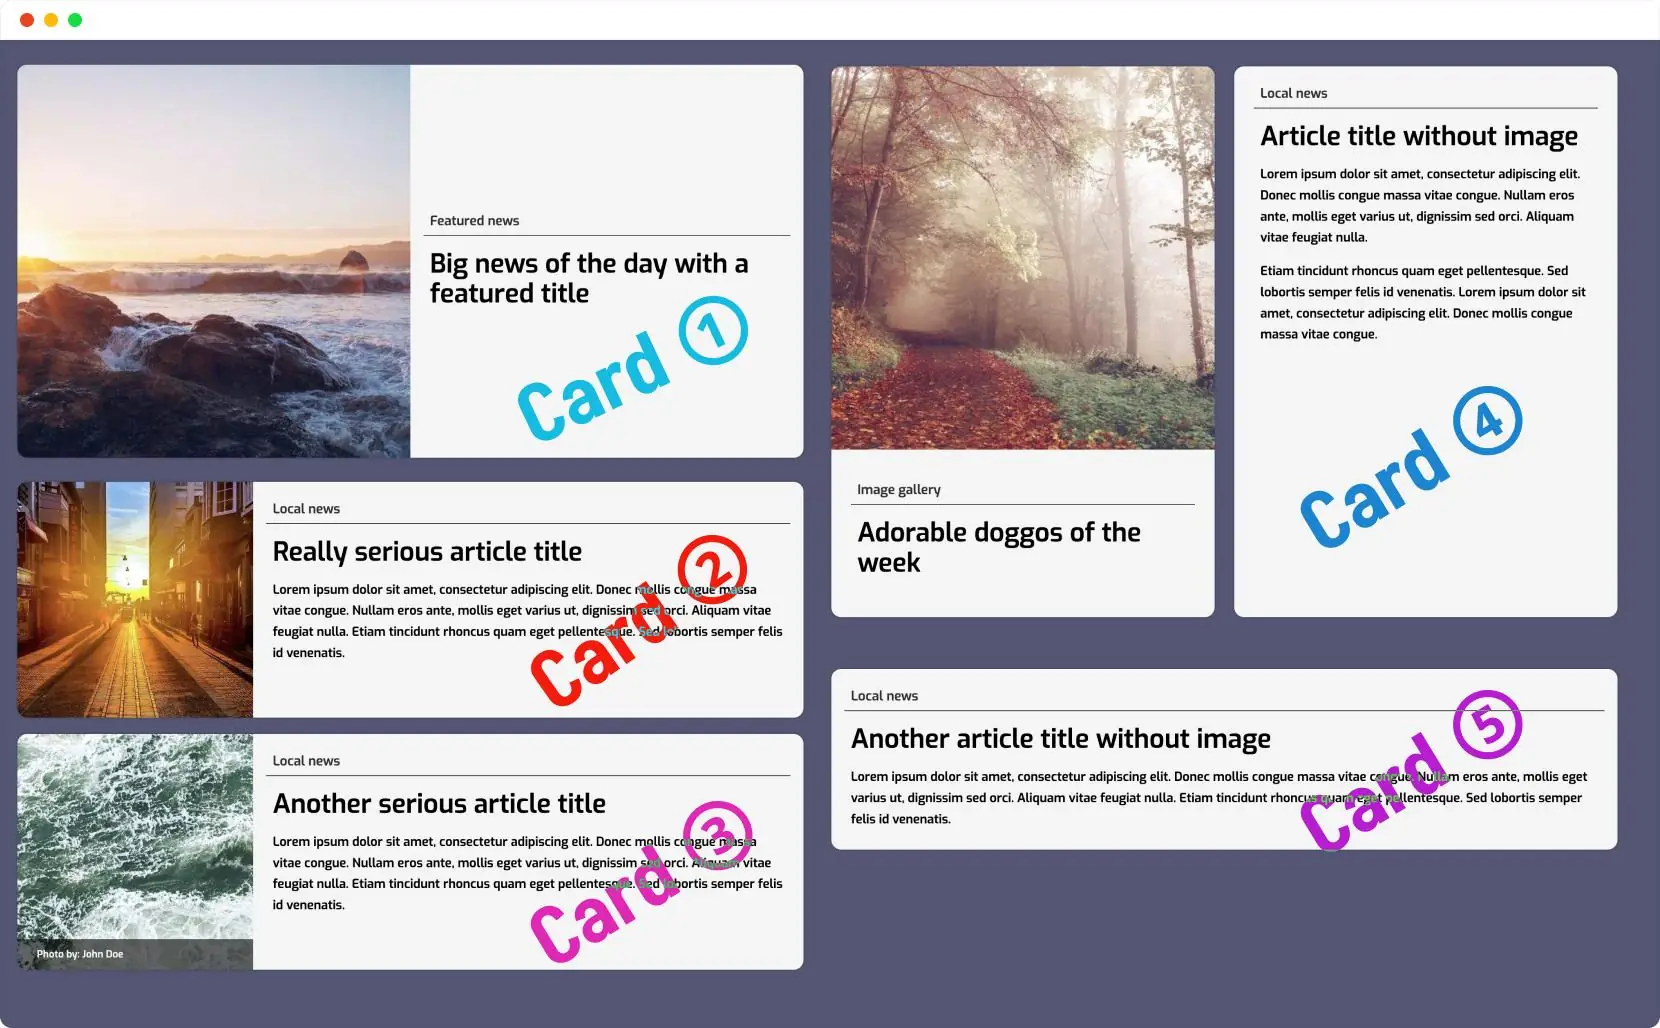 Featured news
Big news of the day with a
featured title
Card 1
Local news
Really serious article title
Lorem ipsum dolor sit amet, consectetur adipiscing elit. Donec mollis congue massa
vitae congue. Nullam eros ante, mollis eget varius ut, dignissim sed orci. Aliquam vitae
feugiat nulla. Etiam tincidunt rhoncus quam eget pellentesque. Sed lobortis semper felis
id venenatis.
Card 2
Local news
Another serious article title
Lorem ipsum dolor sit amet, consectetur adipiscing elit. Donec mollis congue massa
vitae congue. Nullam eros ante, mollis eget varius ut, dignissim sed orci. Aliquam vitae
feugiat nulla. Etiam tincidunt rhoncus quam eget pellentesque. Sed lobortis semper felis
id venenatis.
Card 3
Photo by: John Doe
Image gallery
Adorable doggos of the
week
Local news
Article title without image
Lorem ipsum dolor sit amet, consectetur adipiscing elit.
Donec mollis congue massa vitae congue. Nullam eros
ante, mollis eget varius ut, dignissim sed orci. Aliquam
vitae feugiat nulla.
Etiam tincidunt rhoncus quam eget pellentesque. Sed
lobortis semper felis id venenatis. Lorem ipsum dolor sit
amet, consectetur adipiscing elit. Donec mollis congue
massa vitae congue.
Card 4
Local news
Another article title without image
Lorem ipsum dolor sit amet, consectetur adipiscing elit. Donec mollis congue massa vitae congue. Nullam eros ante, mollis eget
varius ut, dignissim sed orci. Aliquam vitae feugiat nulla. Etiam tincidunt rhoncus quam eget pellentesque. Sed lobortis semper
felis id venenatis.
Card 5